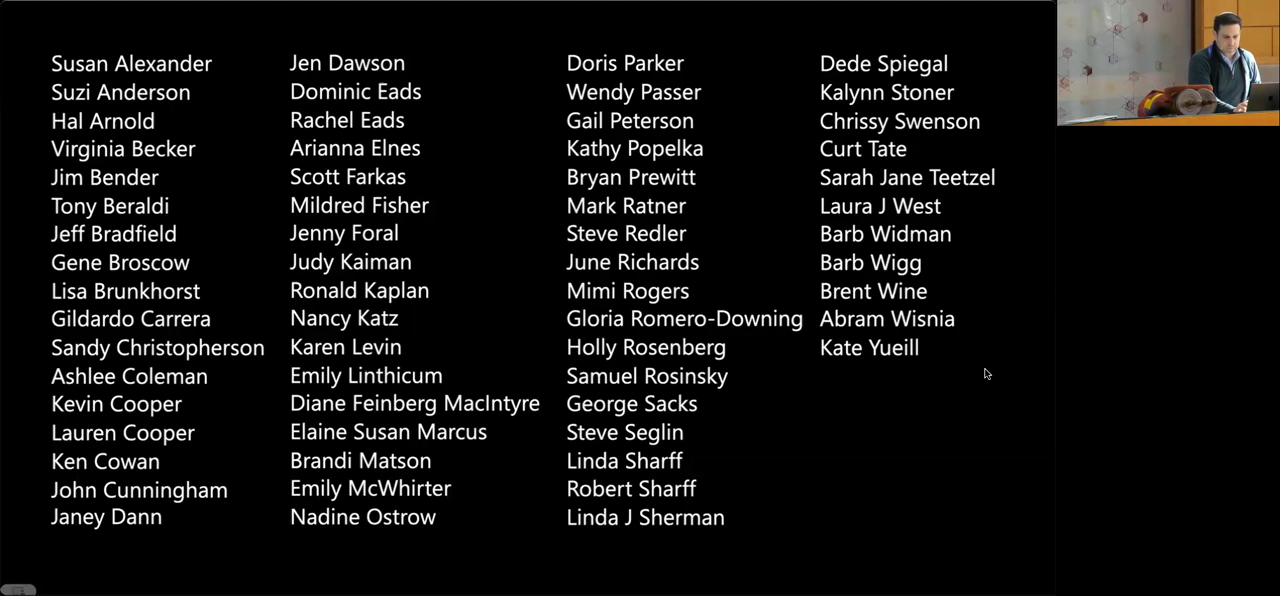 Susan Alexander
Suzi Anderson
Hal Arnold
Virginia Becker
Jim Bender
Tony Beraldi
Jeff Bradfield
Gene Broscow
Lisa Brunkhorst
Gildardo Carrera
Sandy Christopherson
Ashlee Coleman
Kevin Cooper
Lauren Cooper
Ken Cowan
John Cunningham
Janey Dann
Jen Dawson
Dominic Eads
Rachel Eads
Arianna Elnes
Scott Farkas
Mildred Fisher
Jenny Foral
Judy Kaiman
Ronald Kaplan
Nancy Katz
Karen Levin
Emily Linthicum
Diane Feinberg MacIntyre
Elaine Susan Marcus
Brandi Matson
Emily McWhirter
Nadine Ostrow
Doris Parker
Wendy Passer
Gail Peterson
Kathy Popelka
Bryan Prewitt
Mark Ratner
Steve Redler
June Richards
Mimi Rogers
Gloria Romero-Downing
Holly Rosenberg
Samuel Rosinsky
George Sacks
Steve Seglin
Linda Sharff
Robert Sharff
Linda J Sherman
Dede Spiegal
Kalynn Stoner
Chrissy Swenson
Curt Tate
Sarah Jane Teetzel
Laura J West
Barb Widman
Barb Wigg
Brent Wine
Abram Wisnia
Kate Yueill